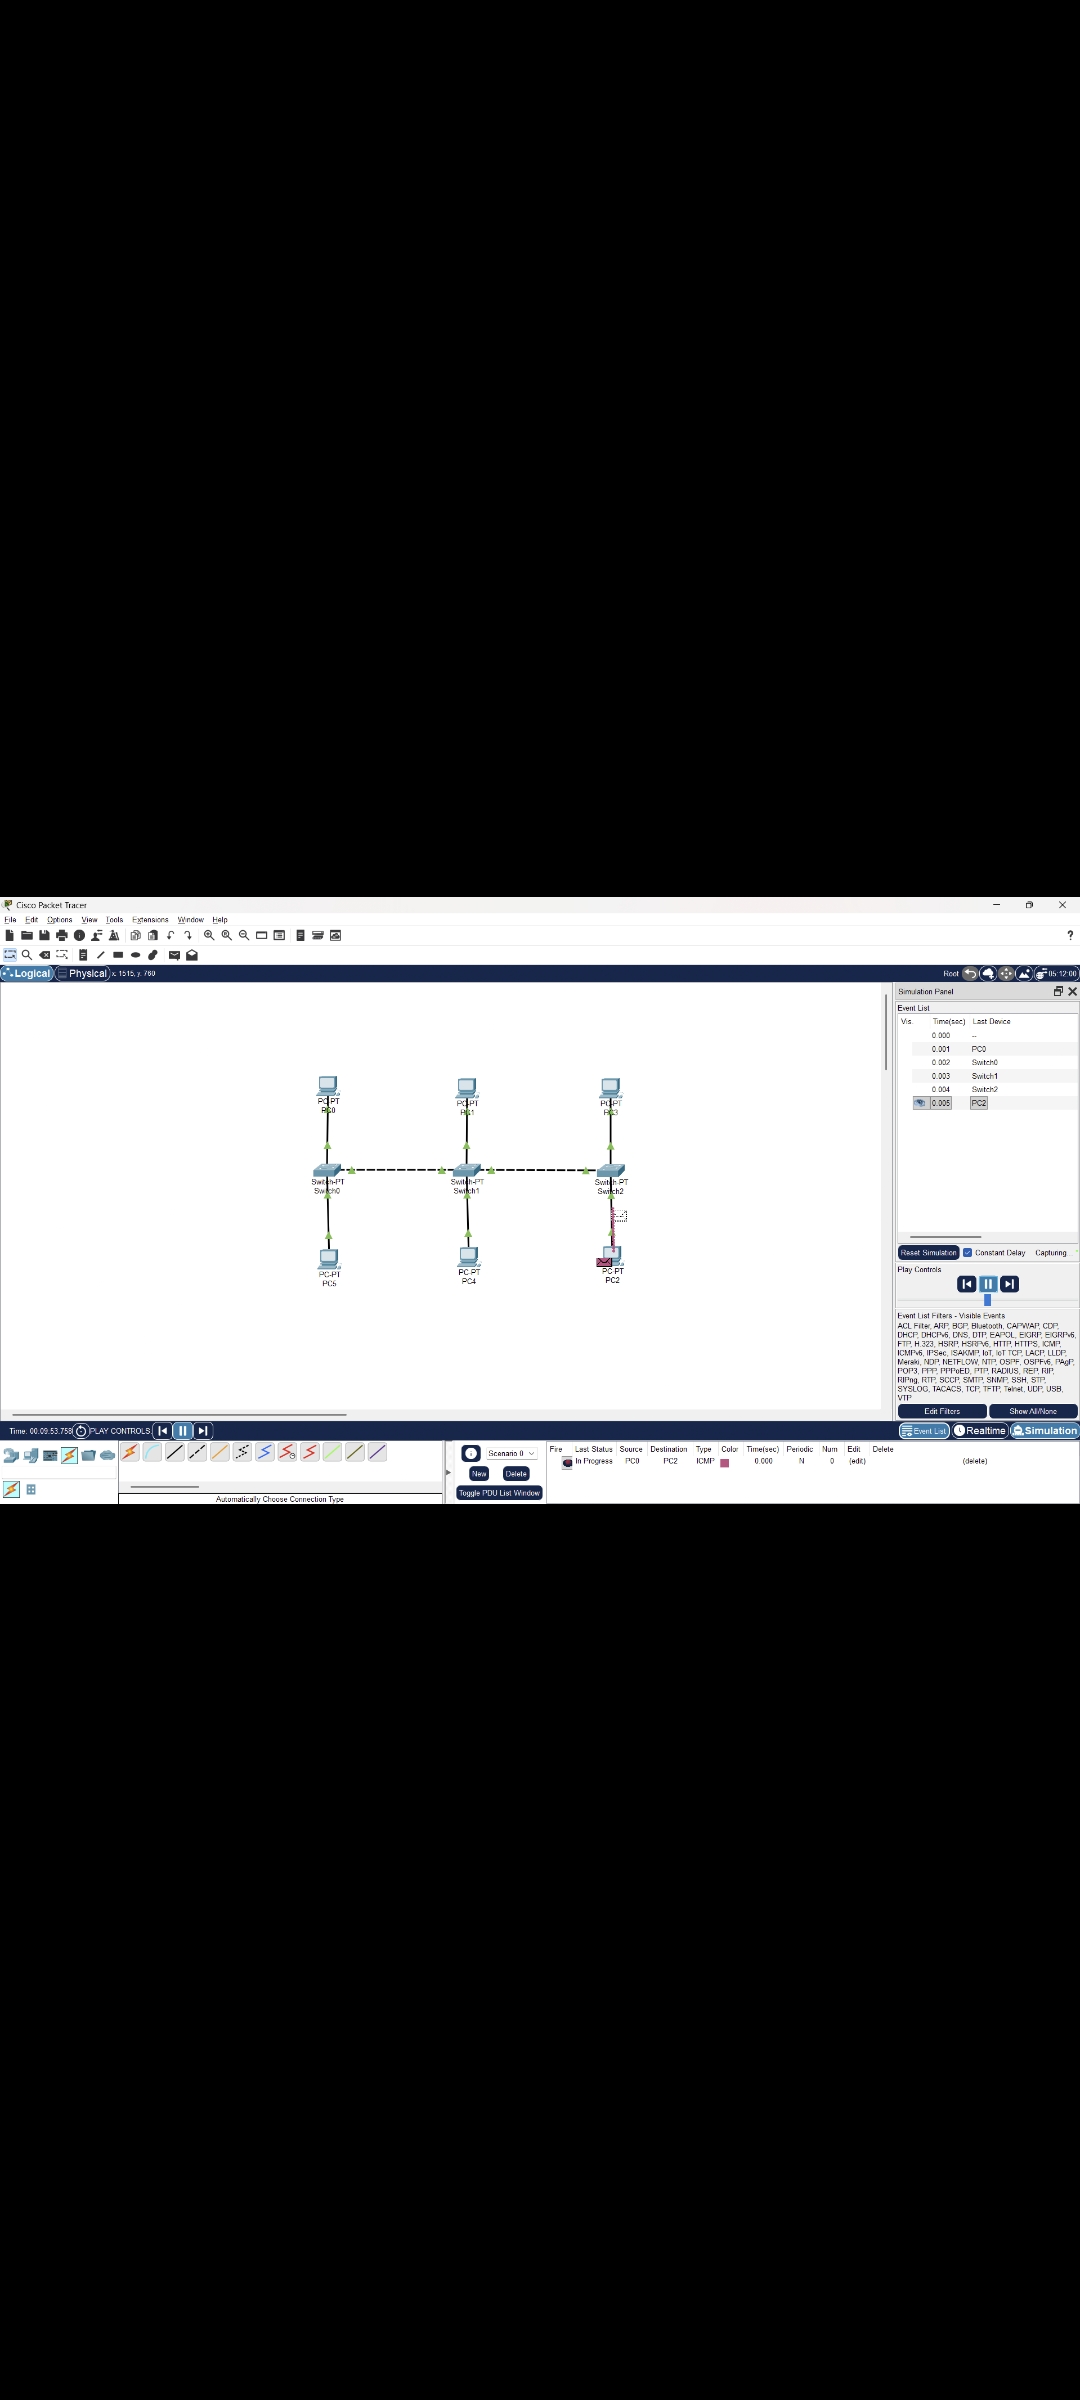 Cisco Packet Tracer
File Edit Options View Tools Extensions Window Help
?
Logical Physical x: 1515, y: 760 Root 05:12:00
Simulation Panel
Event List
Vis. Time(sec) Last Device
0.000 --
0.001 PC0
0.002 Switch0
0.003 Switch1
0.004 Switch2
0.005 PC2
PC-PT
PC0
PC-PT
PC1
PC-PT
PC3
Switch-PT
Switch0
Switch-PT
Switch1
Switch-PT
Switch2
PC-PT
PC5
PC-PT
PC4
PC-PT
PC2
Reset Simulation Constant Delay Capturing...
Play Controls
Event List Filters - Visible Events
ACL Filter, ARP, BGP, Bluetooth, CAPWAP, CDP,
DHCP, DHCPv6, DNS, DTP, EAPOL, EIGRP, EIGRPv6,
FTP, H.323, HSRP, HSRPv6, HTTP, HTTPS, ICMP,
ICMPv6, IPSec, ISAKMP, IoT, IoT TCP, LACP, LLDP,
Meraki, NDP, NETFLOW, NTP, OSPF, OSPFv6, PAgP,
POP3, PPP, PPPoED, PTP, RADIUS, REP, RIP,
RIPng, RTP, SCCP, SMTP, SNMP, SSH, STP,
SYSLOG, TACACS, TCP, TFTP, Telnet, UDP, USB,
VTP
Edit Filters Show All/None
Time: 00:09:53.758 PLAY CONTROLS: Event List Realtime Simulation
Scenario 0
New Delete
Toggle PDU List Window
Fire Last Status Source Destination Type Color Time(sec) Periodic Num Edit Delete
In Progress PC0 PC2 ICMP 0.000 N 0 (edit) (delete)
Automatically Choose Connection Type